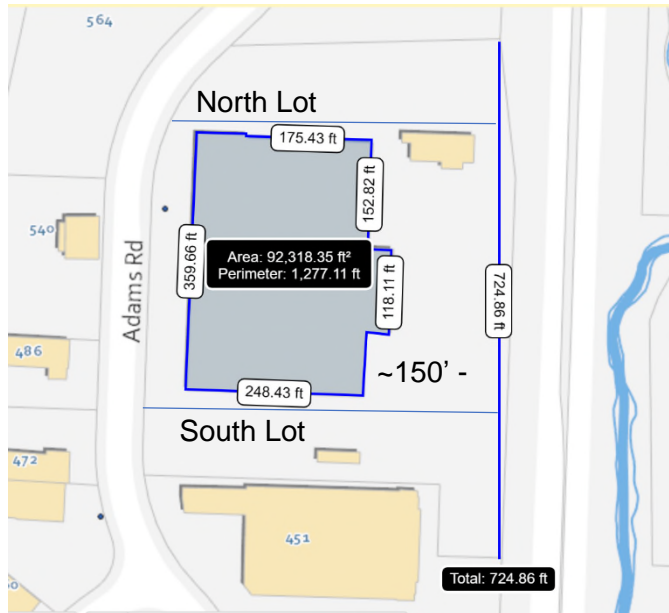 564
North Lot
175.43 ft
152.82 ft
540
Adams Rd
359.66 ft
Area: 92,318.35 ft²
Perimeter: 1,277.11 ft
118.11 ft
724.86 ft
486
~150' -
248.43 ft
South Lot
472
451
Total: 724.86 ft